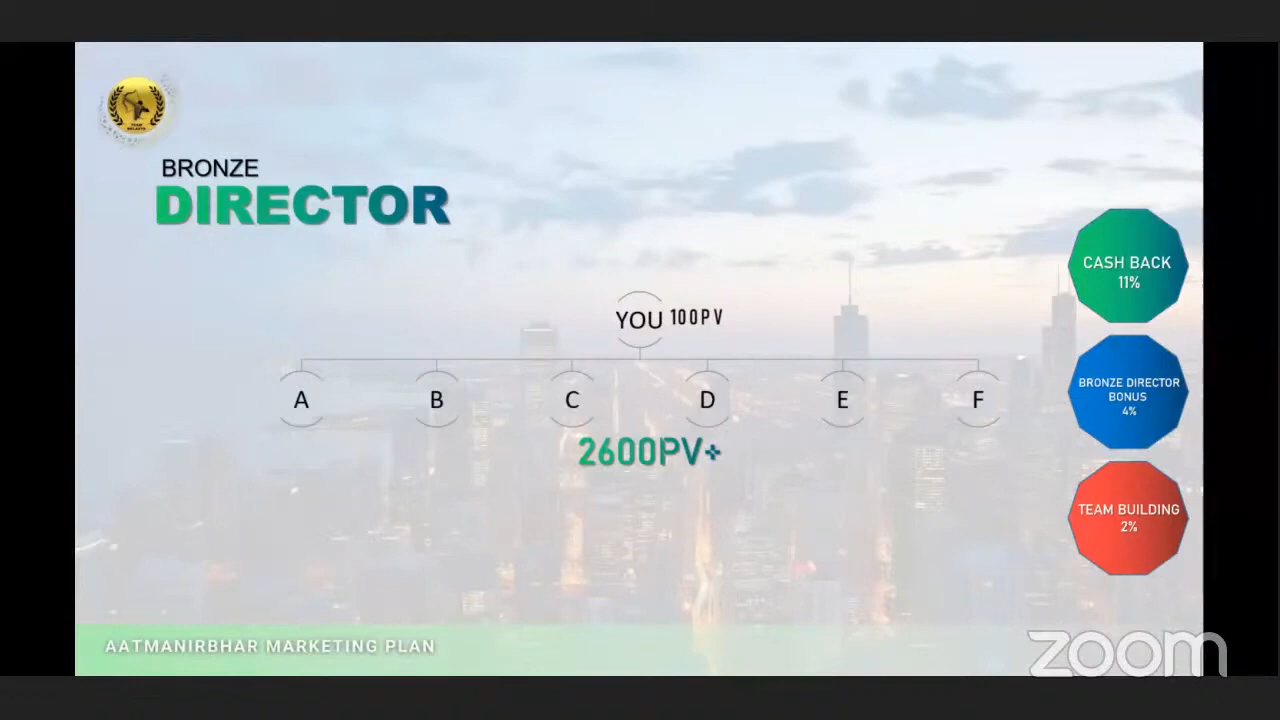 BRONZE
DIRECTOR
CASH BACK
11%
YOU 100PV
BRONZE DIRECTOR
BONUS
4%
A B C D E F
2600PV+
TEAM BUILDING
2%
AATMANIRBHAR MARKETING PLAN
zoom